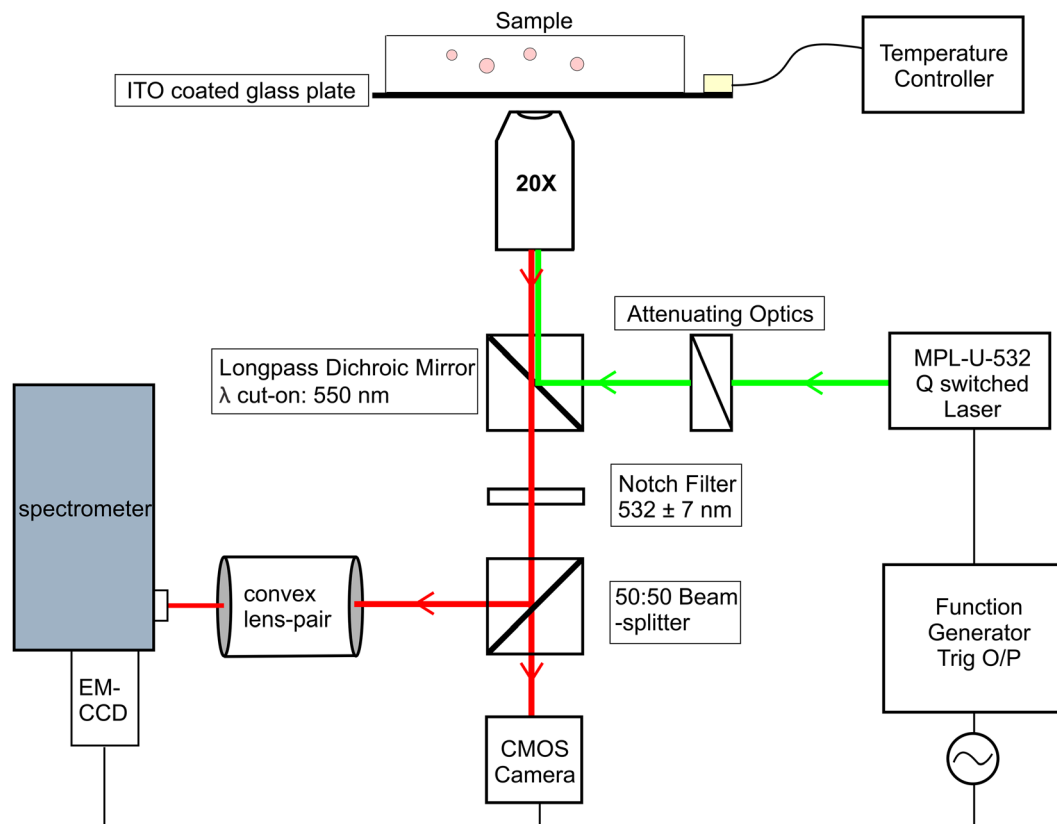 Sample
ITO coated glass plate
Temperature
Controller
20X
Attenuating Optics
Longpass Dichroic Mirror
λ cut-on: 550 nm
MPL-U-532
Q switched
Laser
Notch Filter
532 ± 7 nm
spectrometer
convex
lens-pair
50:50 Beam
-splitter
Function
Generator
Trig O/P
EM-
CCD
CMOS
Camera